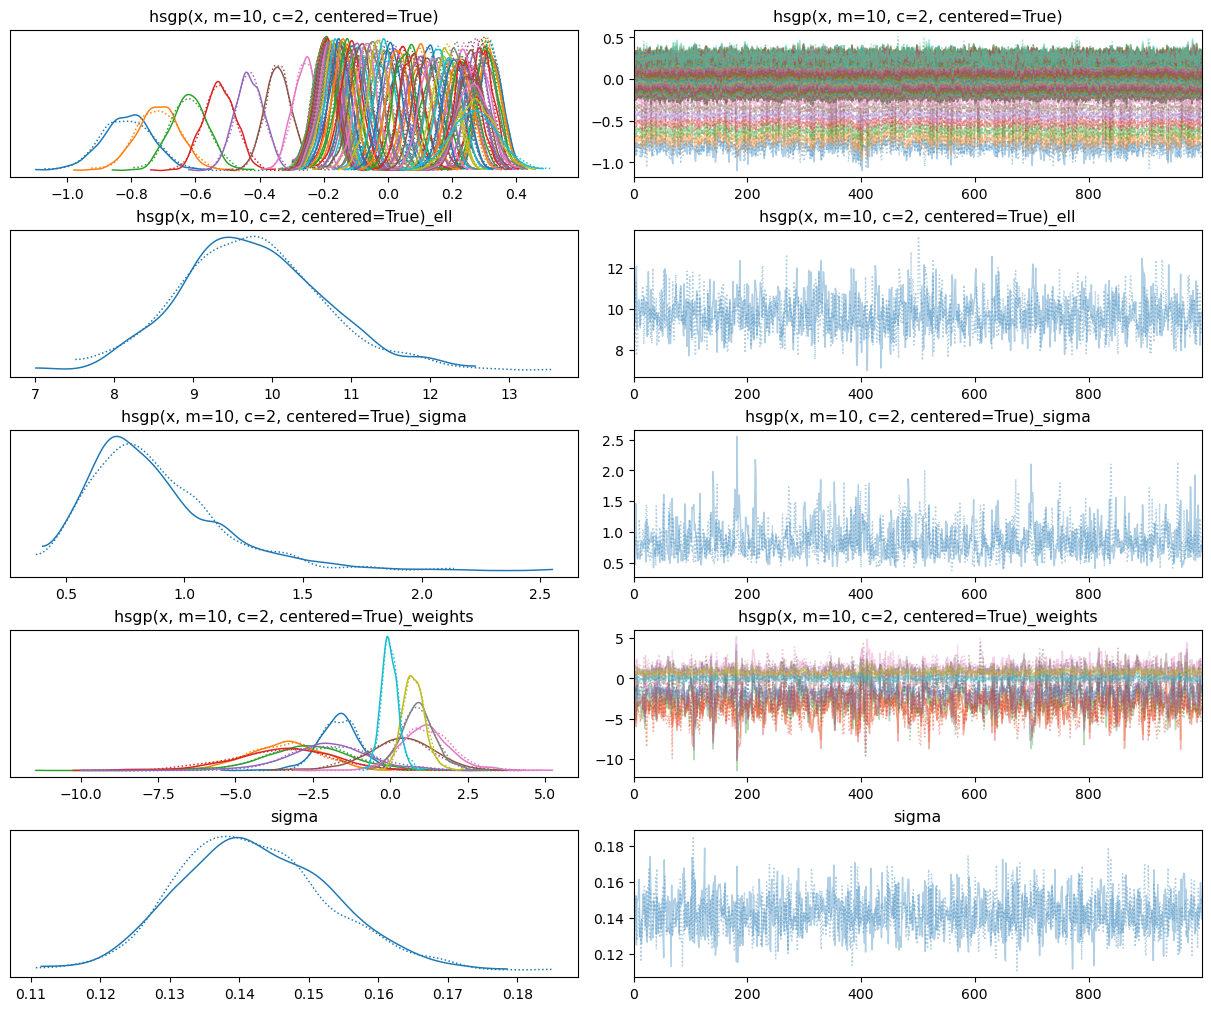 hsgp(x, m=10, c=2, centered=True)
−1.0 −0.8 −0.6 −0.4 −0.2 0.0 0.2 0.4
hsgp(x, m=10, c=2, centered=True)
0.5
0.0
−0.5
−1.0
0 200 400 600 800
hsgp(x, m=10, c=2, centered=True)_ell
7 8 9 10 11 12 13
hsgp(x, m=10, c=2, centered=True)_ell
12
10
8
0 200 400 600 800
hsgp(x, m=10, c=2, centered=True)_sigma
0.5 1.0 1.5 2.0 2.5
hsgp(x, m=10, c=2, centered=True)_sigma
2.5
2.0
1.5
1.0
0.5
0 200 400 600 800
hsgp(x, m=10, c=2, centered=True)_weights
−10.0 −7.5 −5.0 −2.5 0.0 2.5 5.0
hsgp(x, m=10, c=2, centered=True)_weights
5
0
−5
−10
0 200 400 600 800
sigma
0.11 0.12 0.13 0.14 0.15 0.16 0.17 0.18
sigma
0.18
0.16
0.14
0.12
0 200 400 600 800